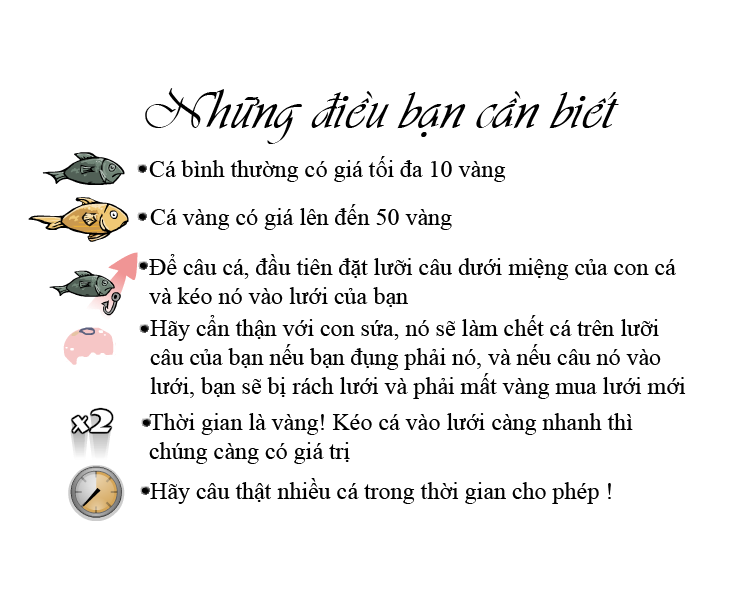 Những điều bạn cần biết
•Cá bình thường có giá tối đa 10 vàng
•Cá vàng có giá lên đến 50 vàng
•Để câu cá, đầu tiên đặt lưỡi câu dưới miệng của con cá
và kéo nó vào lưới của bạn
•Hãy cẩn thận với con sứa, nó sẽ làm chết cá trên lưỡi
câu của bạn nếu bạn đụng phải nó, và nếu câu nó vào
lưới, bạn sẽ bị rách lưới và phải mất vàng mua lưới mới
x2
•Thời gian là vàng! Kéo cá vào lưới càng nhanh thì
chúng càng có giá trị
•Hãy câu thật nhiều cá trong thời gian cho phép !